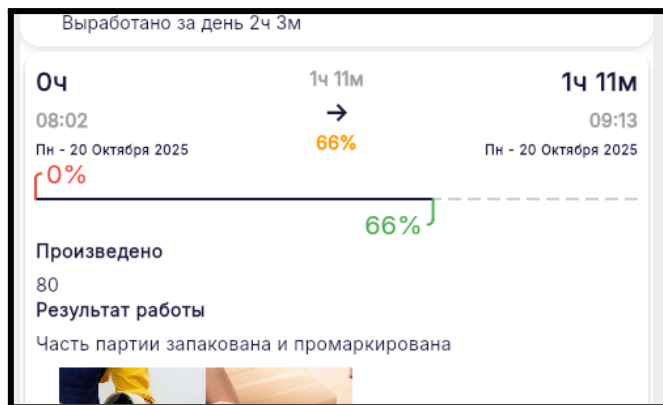 Выработано за день 2ч 3м
0ч 1ч 11м 1ч 11м
08:02 → 09:13
Пн - 20 Октября 2025 66% Пн - 20 Октября 2025
0%
66%
Произведено
80
Результат работы
Часть партии запакована и промаркирована